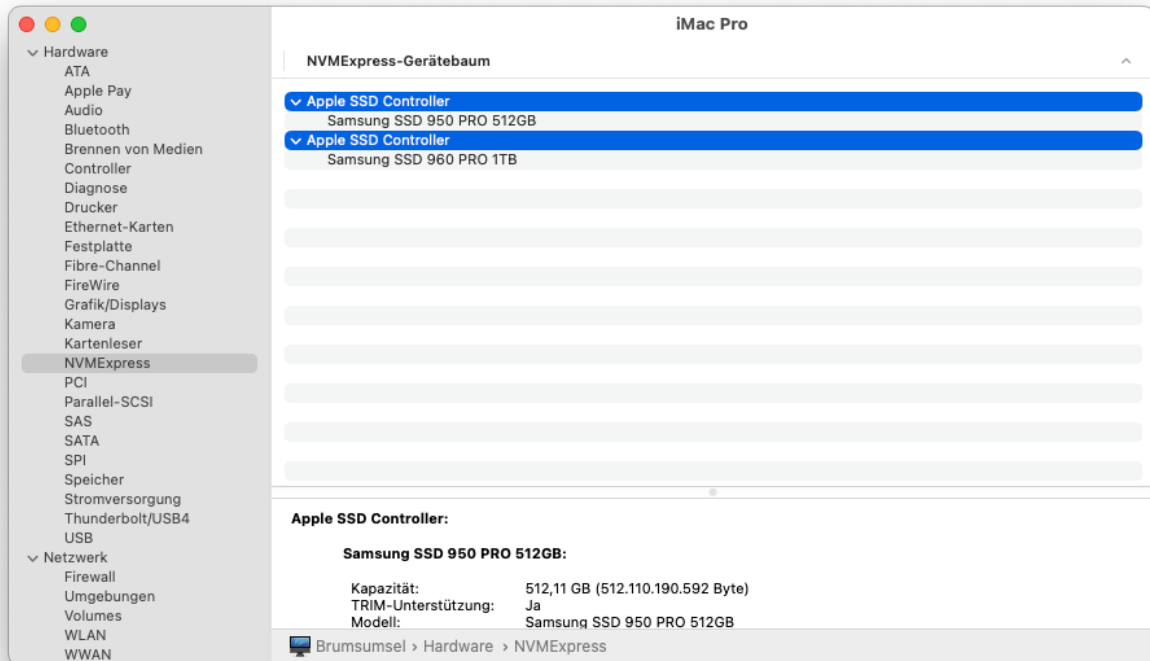 iMac Pro
Hardware
ATA
Apple Pay
Audio
Bluetooth
Brennen von Medien
Controller
Diagnose
Drucker
Ethernet-Karten
Festplatte
Fibre-Channel
FireWire
Grafik/Displays
Kamera
Kartenleser
NVMExpress
PCI
Parallel-SCSI
SAS
SATA
SPI
Speicher
Stromversorgung
Thunderbolt/USB4
USB
Netzwerk
Firewall
Umgebungen
Volumes
WLAN
WWAN
NVMExpress-Gerätebaum
Apple SSD Controller
Samsung SSD 950 PRO 512GB
Apple SSD Controller
Samsung SSD 960 PRO 1TB
Apple SSD Controller:
Samsung SSD 950 PRO 512GB:
Kapazität: 512,11 GB (512.110.190.592 Byte)
TRIM-Unterstützung: Ja
Modell: Samsung SSD 950 PRO 512GB
Brumsumsel › Hardware › NVMExpress